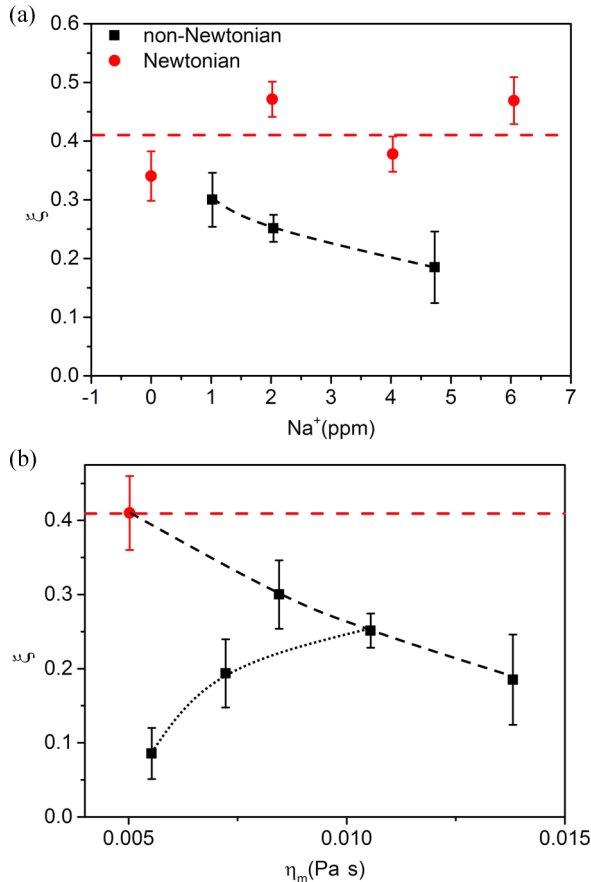 (a)
0.6
0.5
0.4
0.3
0.2
0.1
0.0
ξ
non-Newtonian
Newtonian
-1 0 1 2 3 4 5 6 7
Na⁺(ppm)
(b)
0.4
0.3
0.2
0.1
0.0
ξ
0.005 0.010 0.015
ηₘ(Pa s)